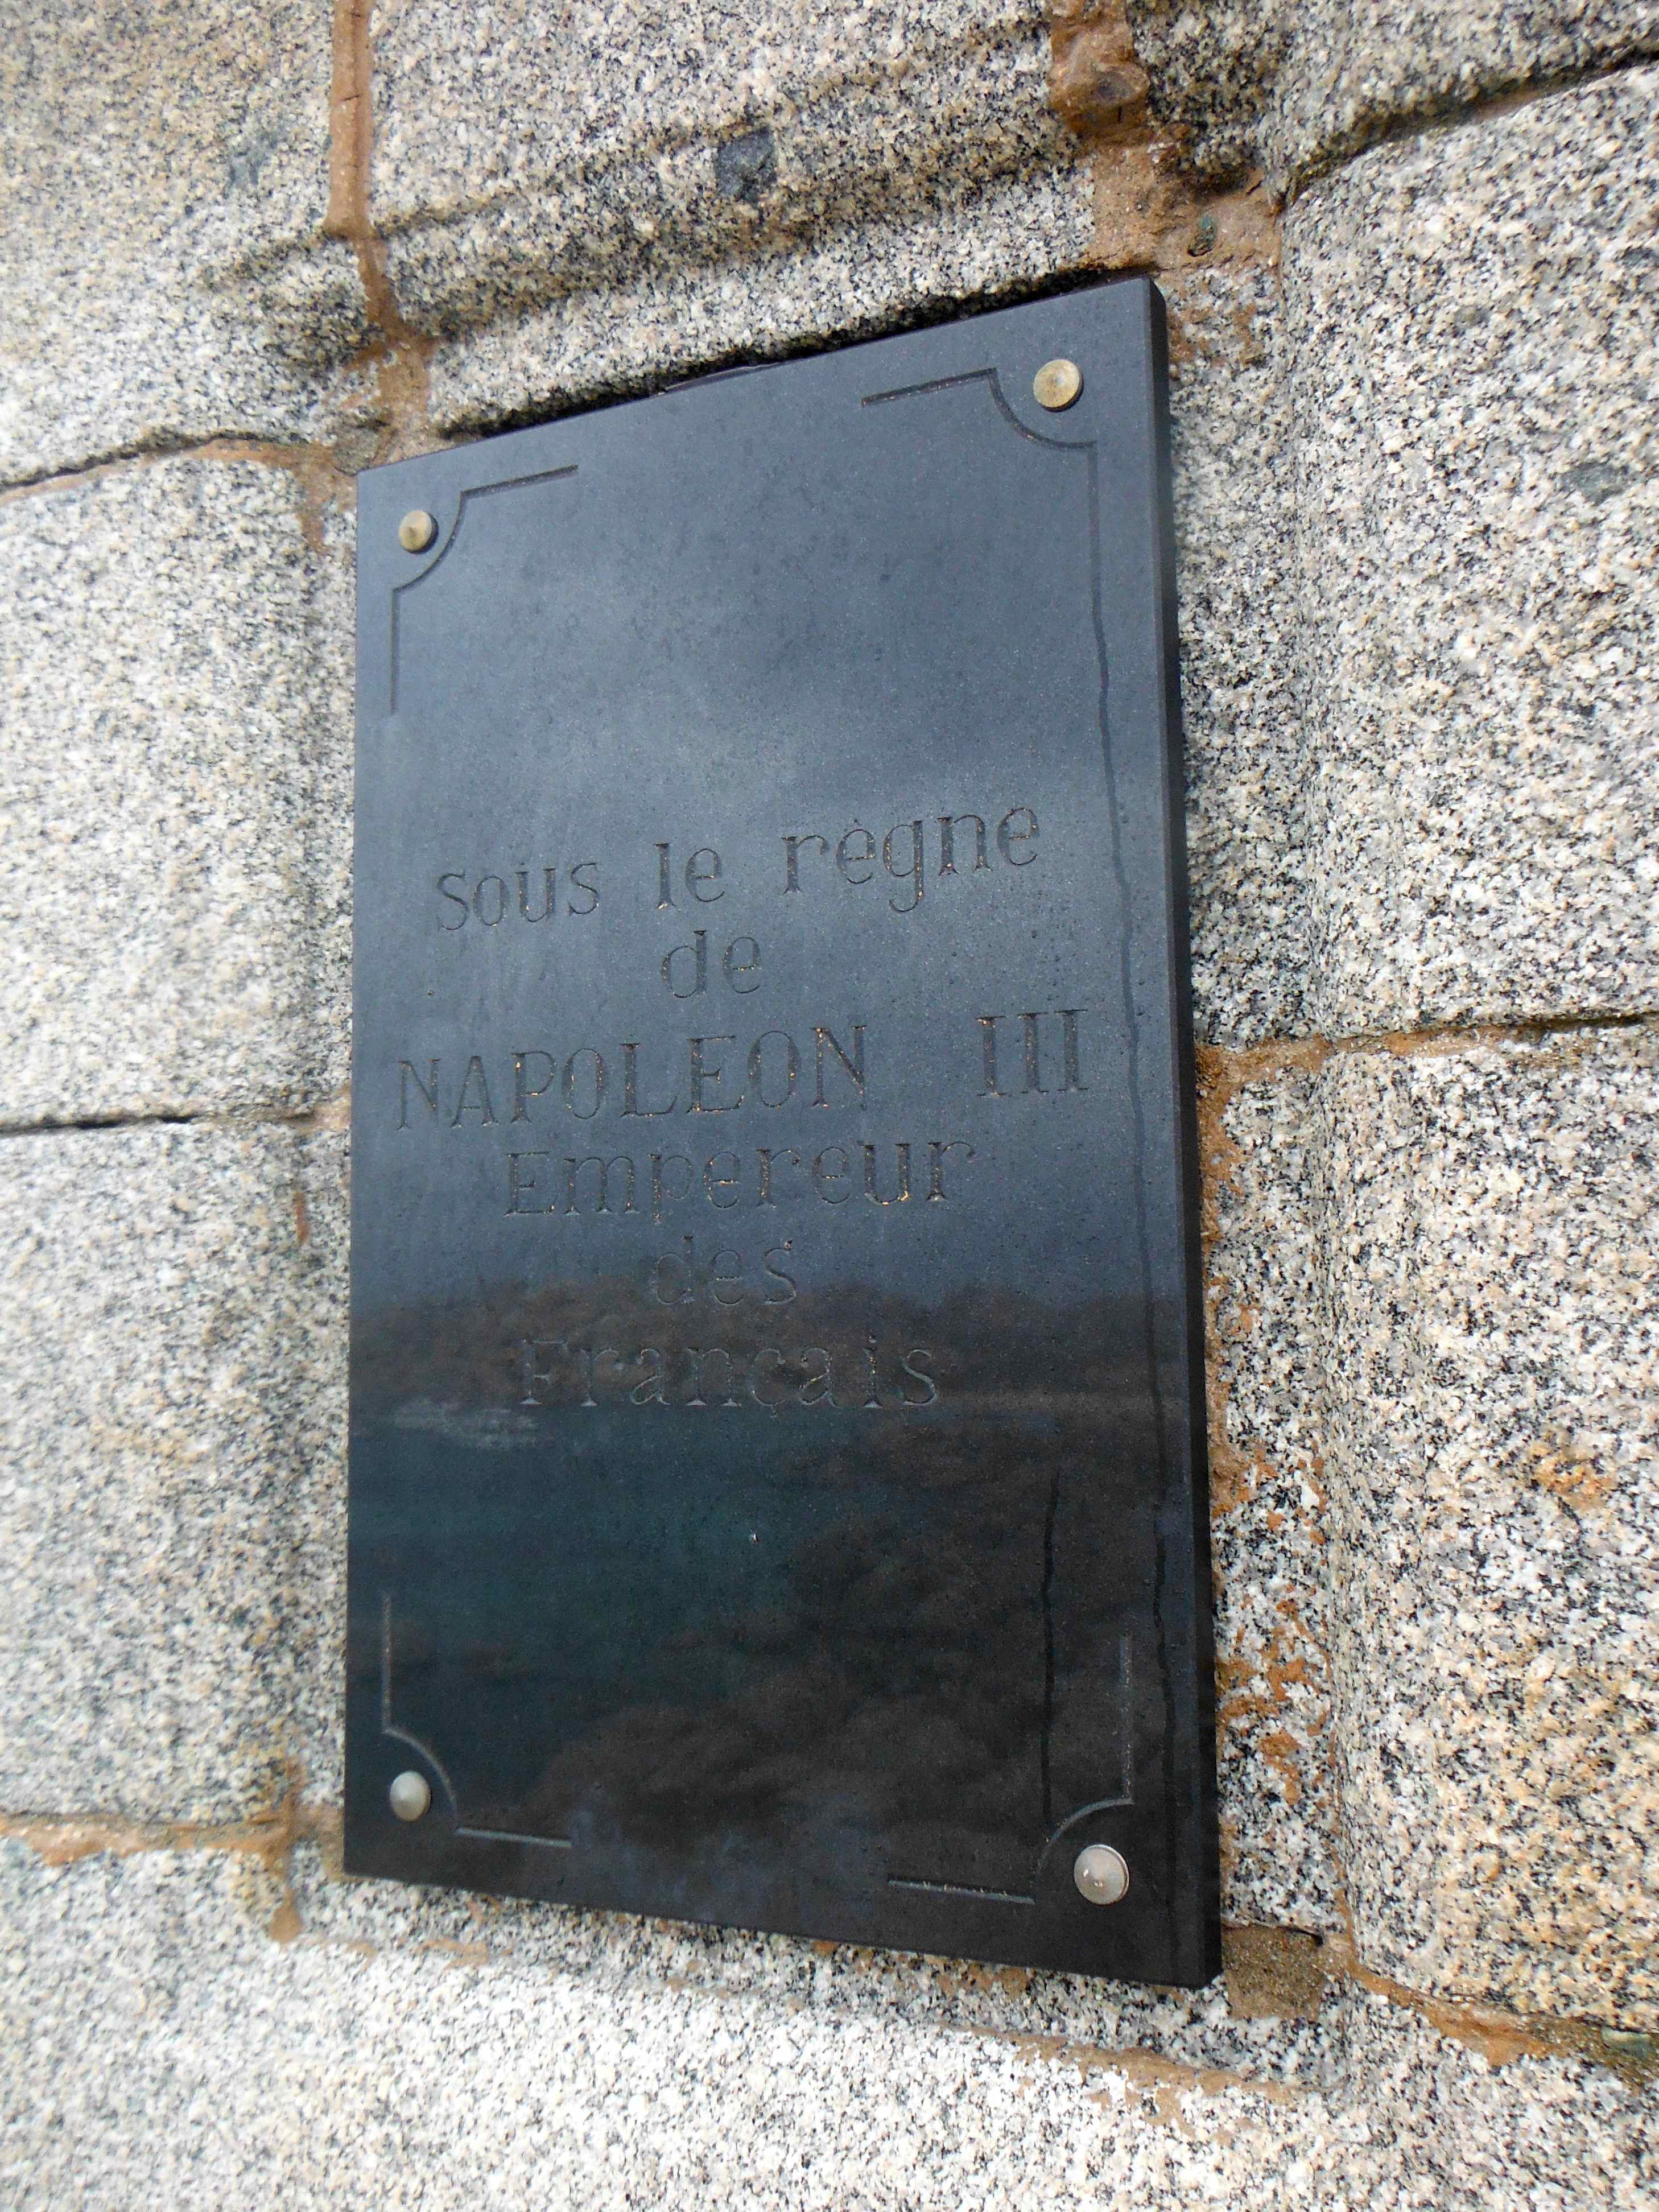 Sous le règne
de
NAPOLEON III
Empereur
des
Français